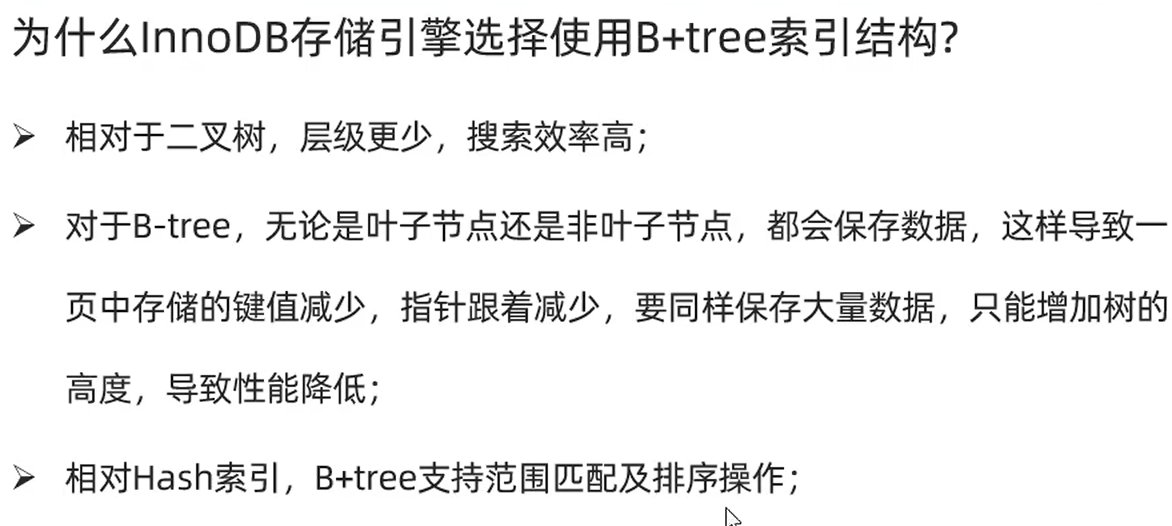 为什么InnoDB存储引擎选择使用B+tree索引结构?
➢ 相对于二叉树，层级更少，搜索效率高；
➢ 对于B-tree，无论是叶子节点还是非叶子节点，都会保存数据，这样导致一
页中存储的键值减少，指针跟着减少，要同样保存大量数据，只能增加树的
高度，导致性能降低；
➢ 相对Hash索引，B+tree支持范围匹配及排序操作；